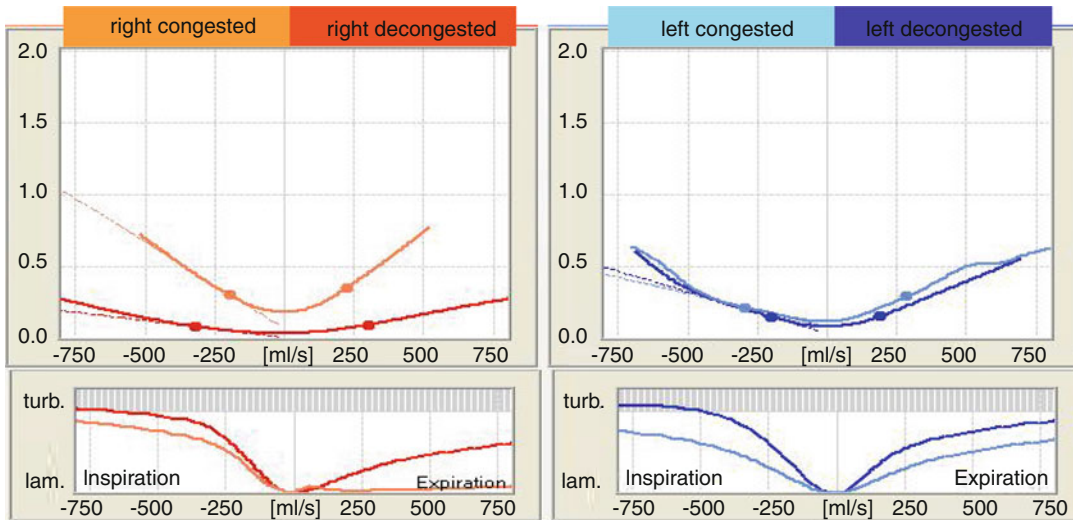 right congested right decongested
2.0
1.5
1.0
0.5
0.0
-750 -500 -250 [ml/s] 250 500 750
turb.
lam. Inspiration Expiration
-750 -500 -250 [ml/s] 250 500 750
left congested left decongested
2.0
1.5
1.0
0.5
0.0
-750 -500 -250 [ml/s] 250 500 750
turb.
lam. Inspiration Expiration
-750 -500 -250 [ml/s] 250 500 750